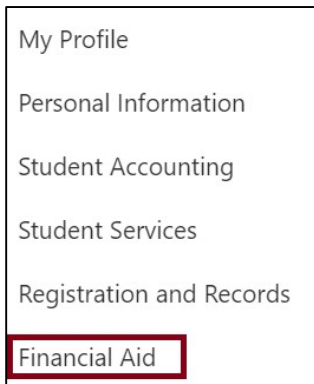 My Profile
Personal Information
Student Accounting
Student Services
Registration and Records
Financial Aid